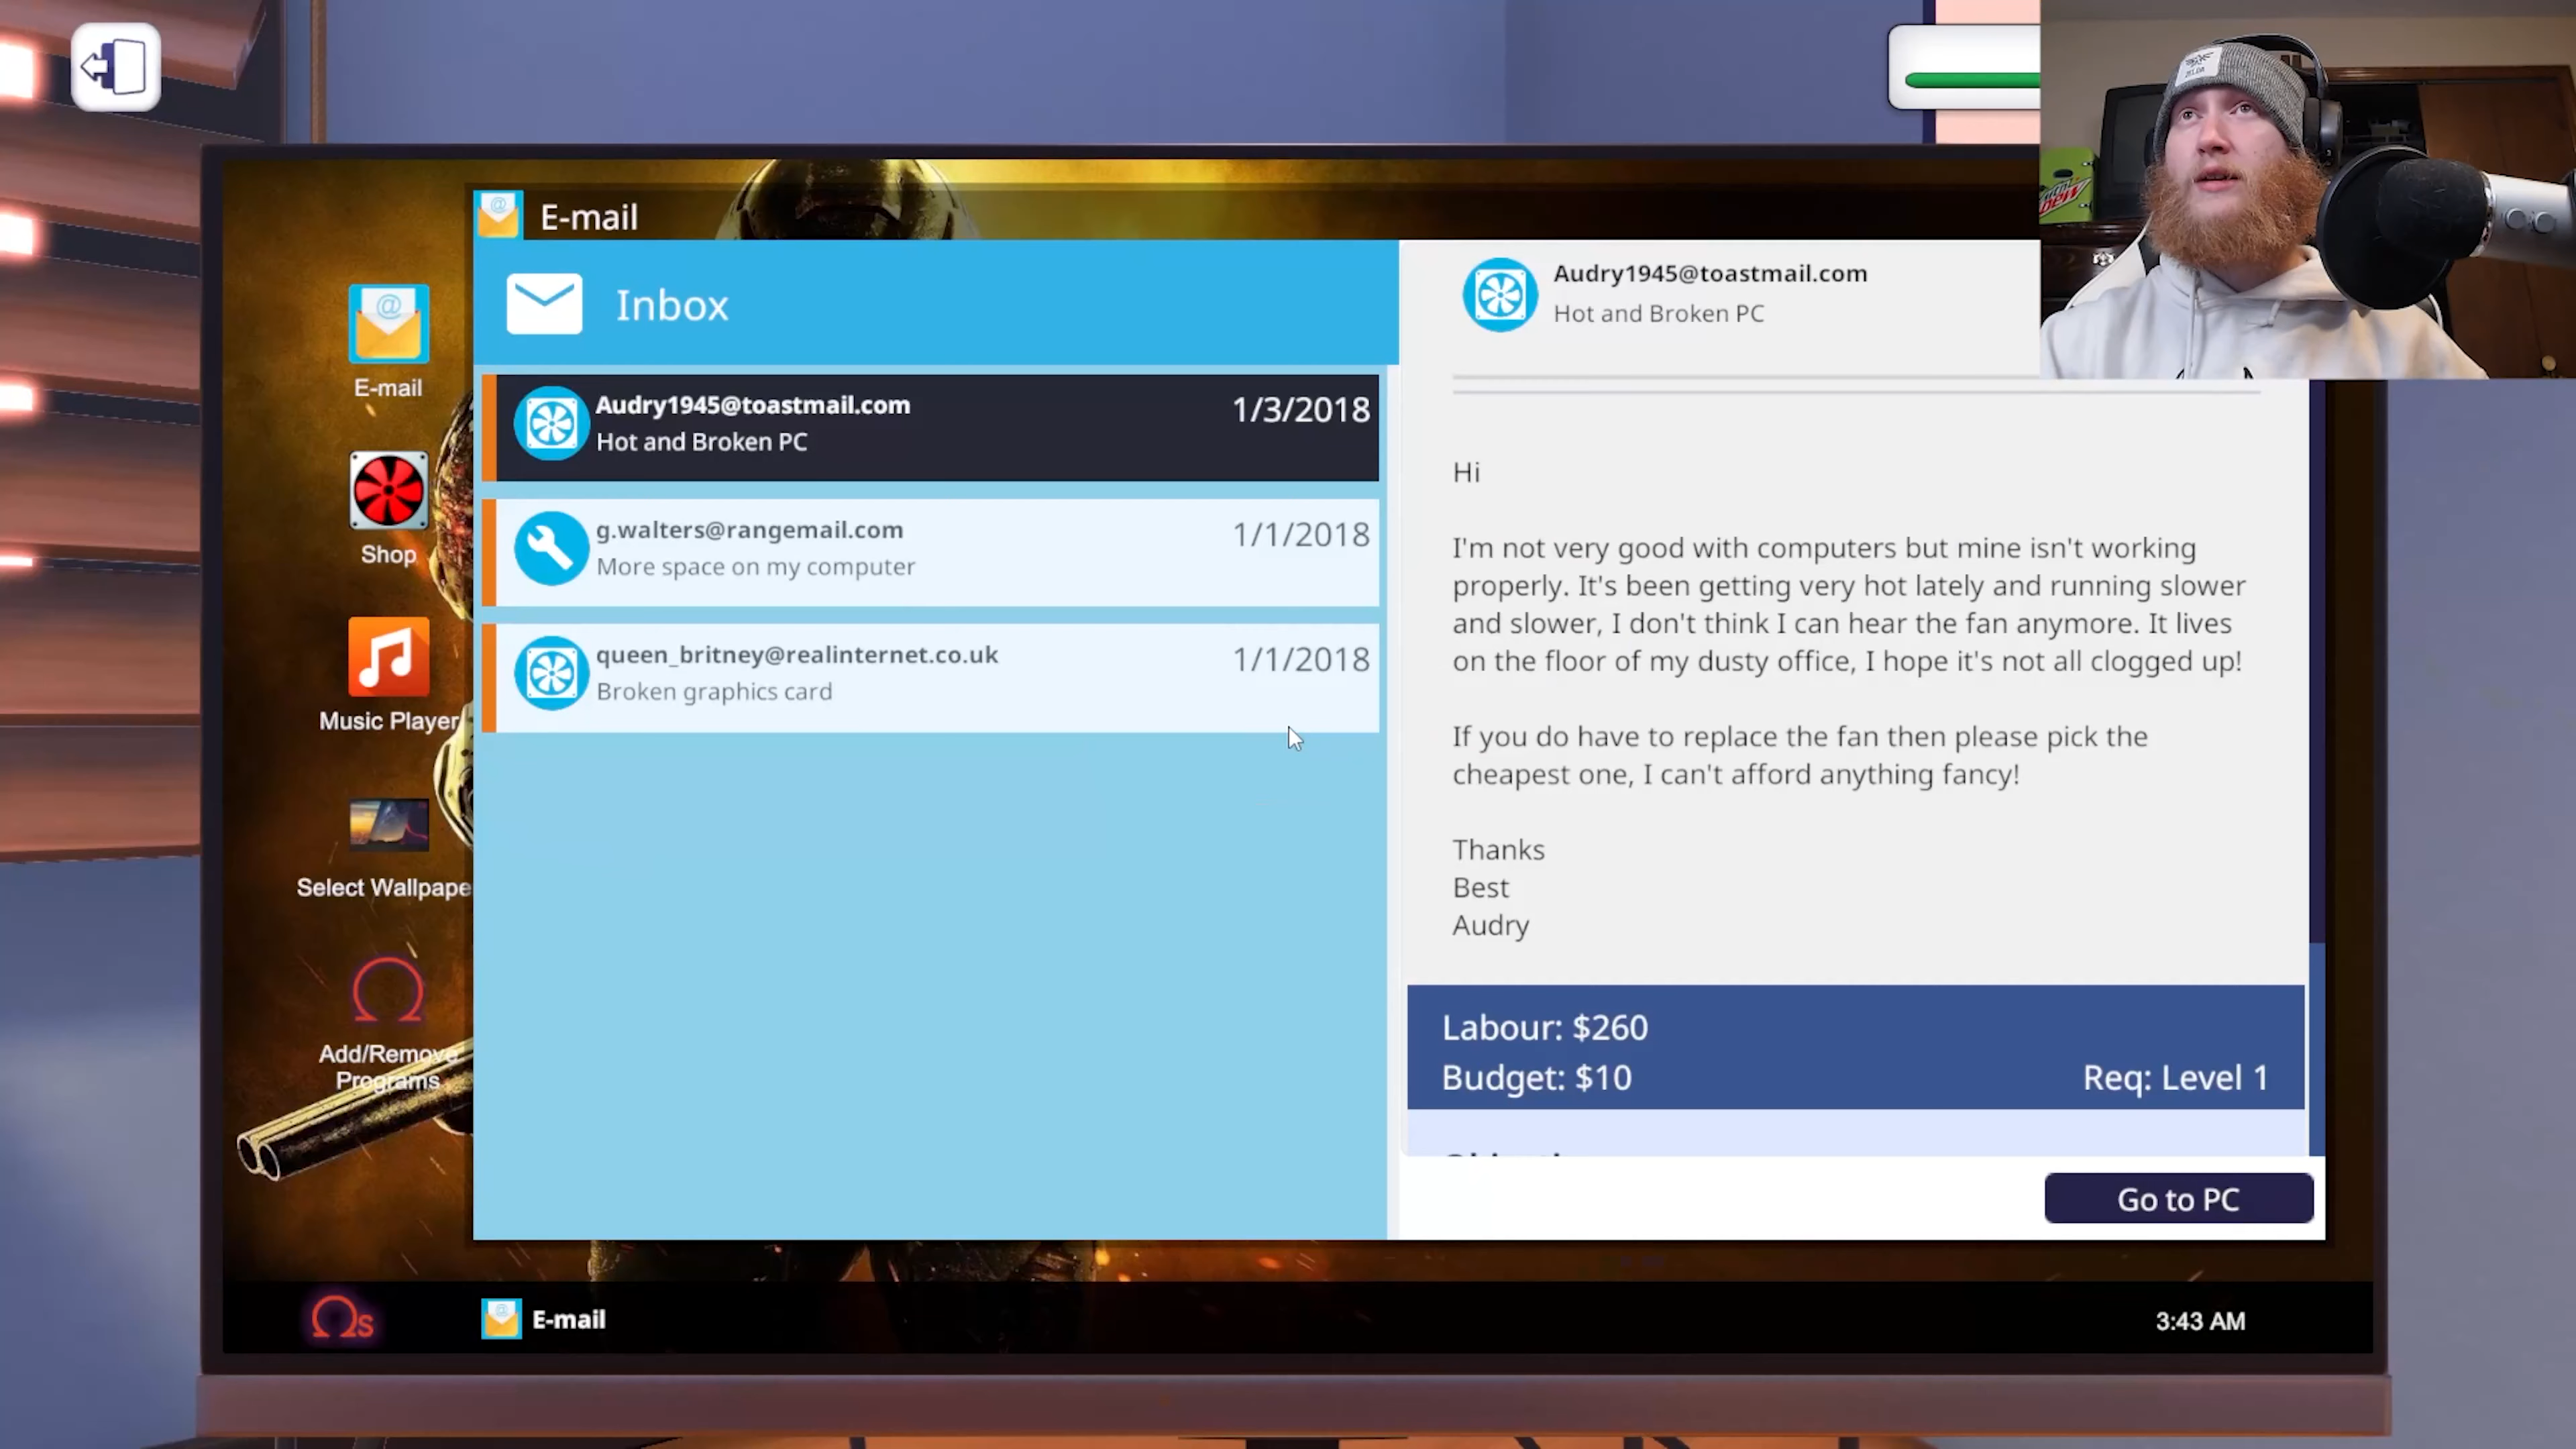 E-mail
Inbox
Audry1945@toastmail.com
1/3/2018
Hot and Broken PC
g.walters@rangemail.com
1/1/2018
More space on my computer
queen_britney@realinternet.co.uk
1/1/2018
Broken graphics card
Audry1945@toastmail.com
Hot and Broken PC
Hi
I'm not very good with computers but mine isn't working
properly. It's been getting very hot lately and running slower
and slower, I don't think I can hear the fan anymore. It lives
on the floor of my dusty office, I hope it's not all clogged up!
If you do have to replace the fan then please pick the
cheapest one, I can't afford anything fancy!
Thanks
Best
Audry
Labour: $260
Budget: $10
Req: Level 1
Go to PC
E-mail
Shop
Music Player
Select Wallpape
Add/Remove
Programs
Ωs
E-mail
3:43 AM
ZELDA